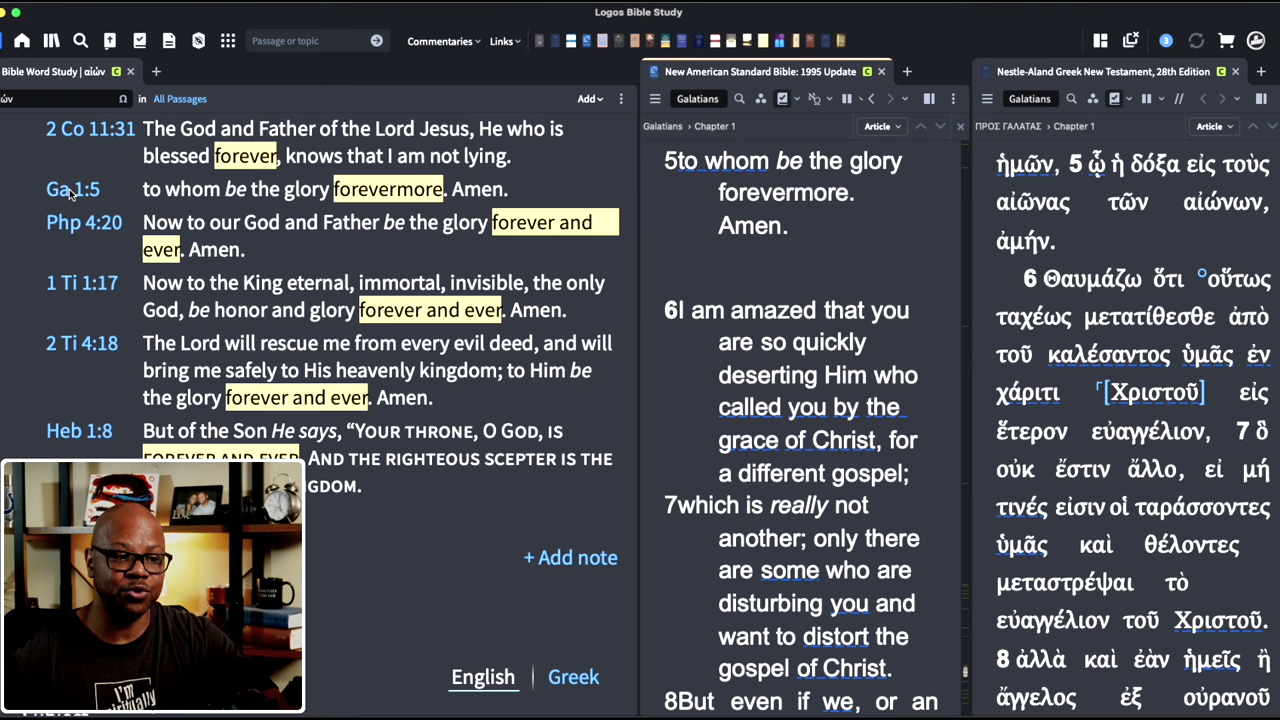 Logos Bible Study
Passage or topic
Commentaries
Links
3
Bible Word Study | αἰών C
New American Standard Bible: 1995 Update C
Nestle-Aland Greek New Testament, 28th Edition C
ών Ω in All Passages Add
2 Co 11:31 The God and Father of the Lord Jesus, He who is
blessed forever, knows that I am not lying.
Ga 1:5 to whom be the glory forevermore. Amen.
Php 4:20 Now to our God and Father be the glory forever and
ever. Amen.
1 Ti 1:17 Now to the King eternal, immortal, invisible, the only
God, be honor and glory forever and ever. Amen.
2 Ti 4:18 The Lord will rescue me from every evil deed, and will
bring me safely to His heavenly kingdom; to Him be
the glory forever and ever. Amen.
Heb 1:8 But of the Son He says, “YOUR THRONE, O GOD, IS
FOREVER AND EVER, AND THE RIGHTEOUS SCEPTER IS THE
GDOM.
+ Add note
English | Greek
I'm
Galatians
Galatians › Chapter 1
Article
5to whom be the glory
forevermore.
Amen.
6I am amazed that you
are so quickly
deserting Him who
called you by the
grace of Christ, for
a different gospel;
7which is really not
another; only there
are some who are
disturbing you and
want to distort the
gospel of Christ.
8But even if we, or an
Galatians
ΠΡΟΣ ΓΑΛΑΤΑΣ › Chapter 1
Article
ἡμῶν, 5 ᾧ ἡ δόξα εἰς τοὺς
αἰῶνας τῶν αἰώνων,
ἀμήν.
6 Θαυμάζω ὅτι °οὕτως
ταχέως μετατίθεσθε ἀπὸ
τοῦ καλέσαντος ὑμᾶς ἐν
χάριτι ⸀[Χριστοῦ] εἰς
ἕτερον εὐαγγέλιον, 7 ὃ
οὐκ ἔστιν ἄλλο, εἰ μή
τινές εἰσιν οἱ ταράσσοντες
ὑμᾶς καὶ θέλοντες
μεταστρέψαι τὸ
εὐαγγέλιον τοῦ Χριστοῦ.
8 ἀλλὰ καὶ ἐὰν ἡμεῖς ἢ
ἄγγελος ἐξ οὐρανοῦ